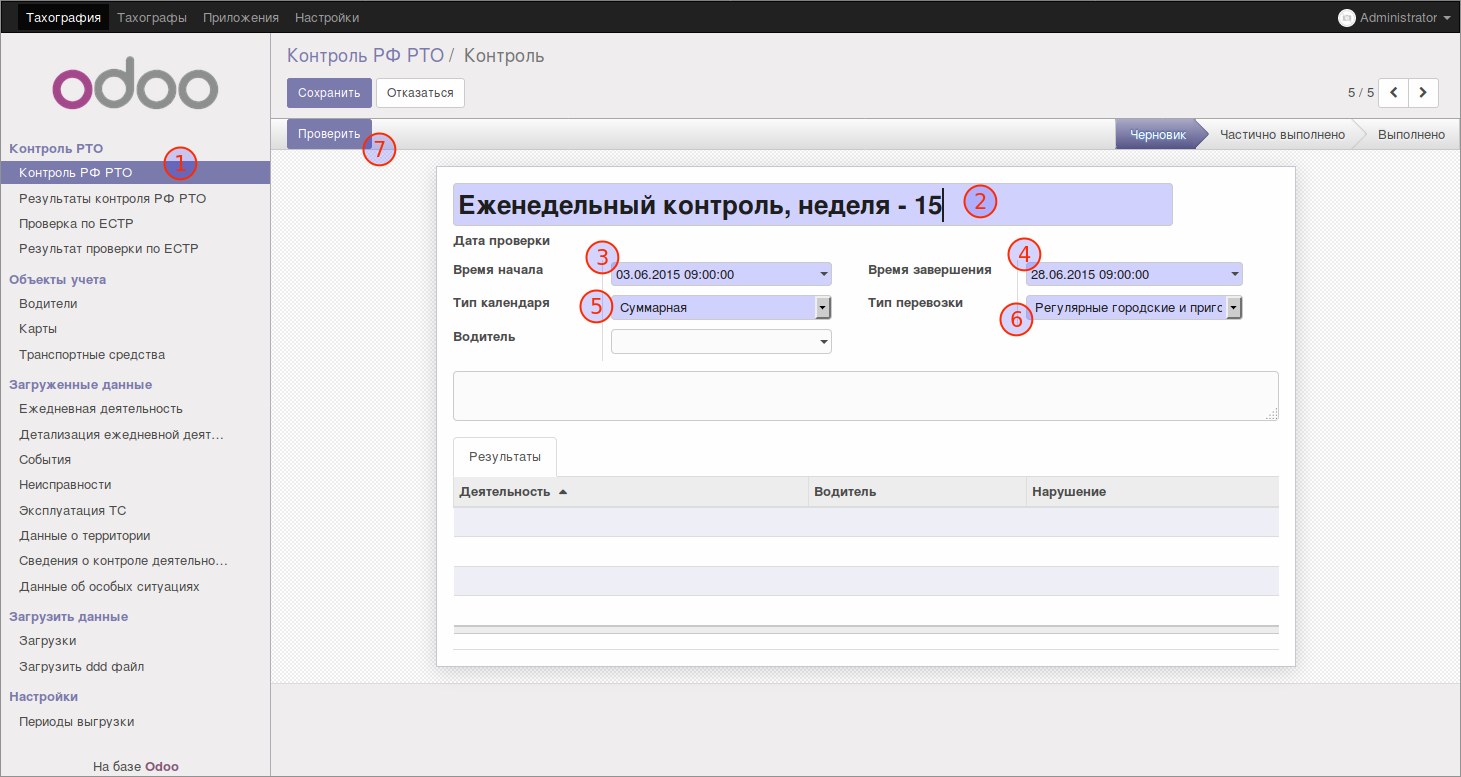 Тахография Тахографы Приложения Настройки Administrator
odoo
Контроль РТО
1
Контроль РФ РТО
Результаты контроля РФ РТО
Проверка по ЕСТР
Результат проверки по ЕСТР
Объекты учета
Водители
Карты
Транспортные средства
Загруженные данные
Ежедневная деятельность
Детализация ежедневной деят...
События
Неисправности
Эксплуатация ТС
Данные о территории
Сведения о контроле деятельно...
Данные об особых ситуациях
Загрузить данные
Загрузки
Загрузить ddd файл
Настройки
Периоды выгрузки
На базе Odoo
Контроль РФ РТО / Контроль
Сохранить Отказаться 5 / 5
Проверить 7 Черновик Частично выполнено Выполнено
Еженедельный контроль, неделя - 15 2
Дата проверки
3 4
Время начала 03.06.2015 09:00:00 Время завершения 28.06.2015 09:00:00
Тип календаря 5 Суммарная Тип перевозки 6 Регулярные городские и приго
Водитель
Результаты
Деятельность Водитель Нарушение